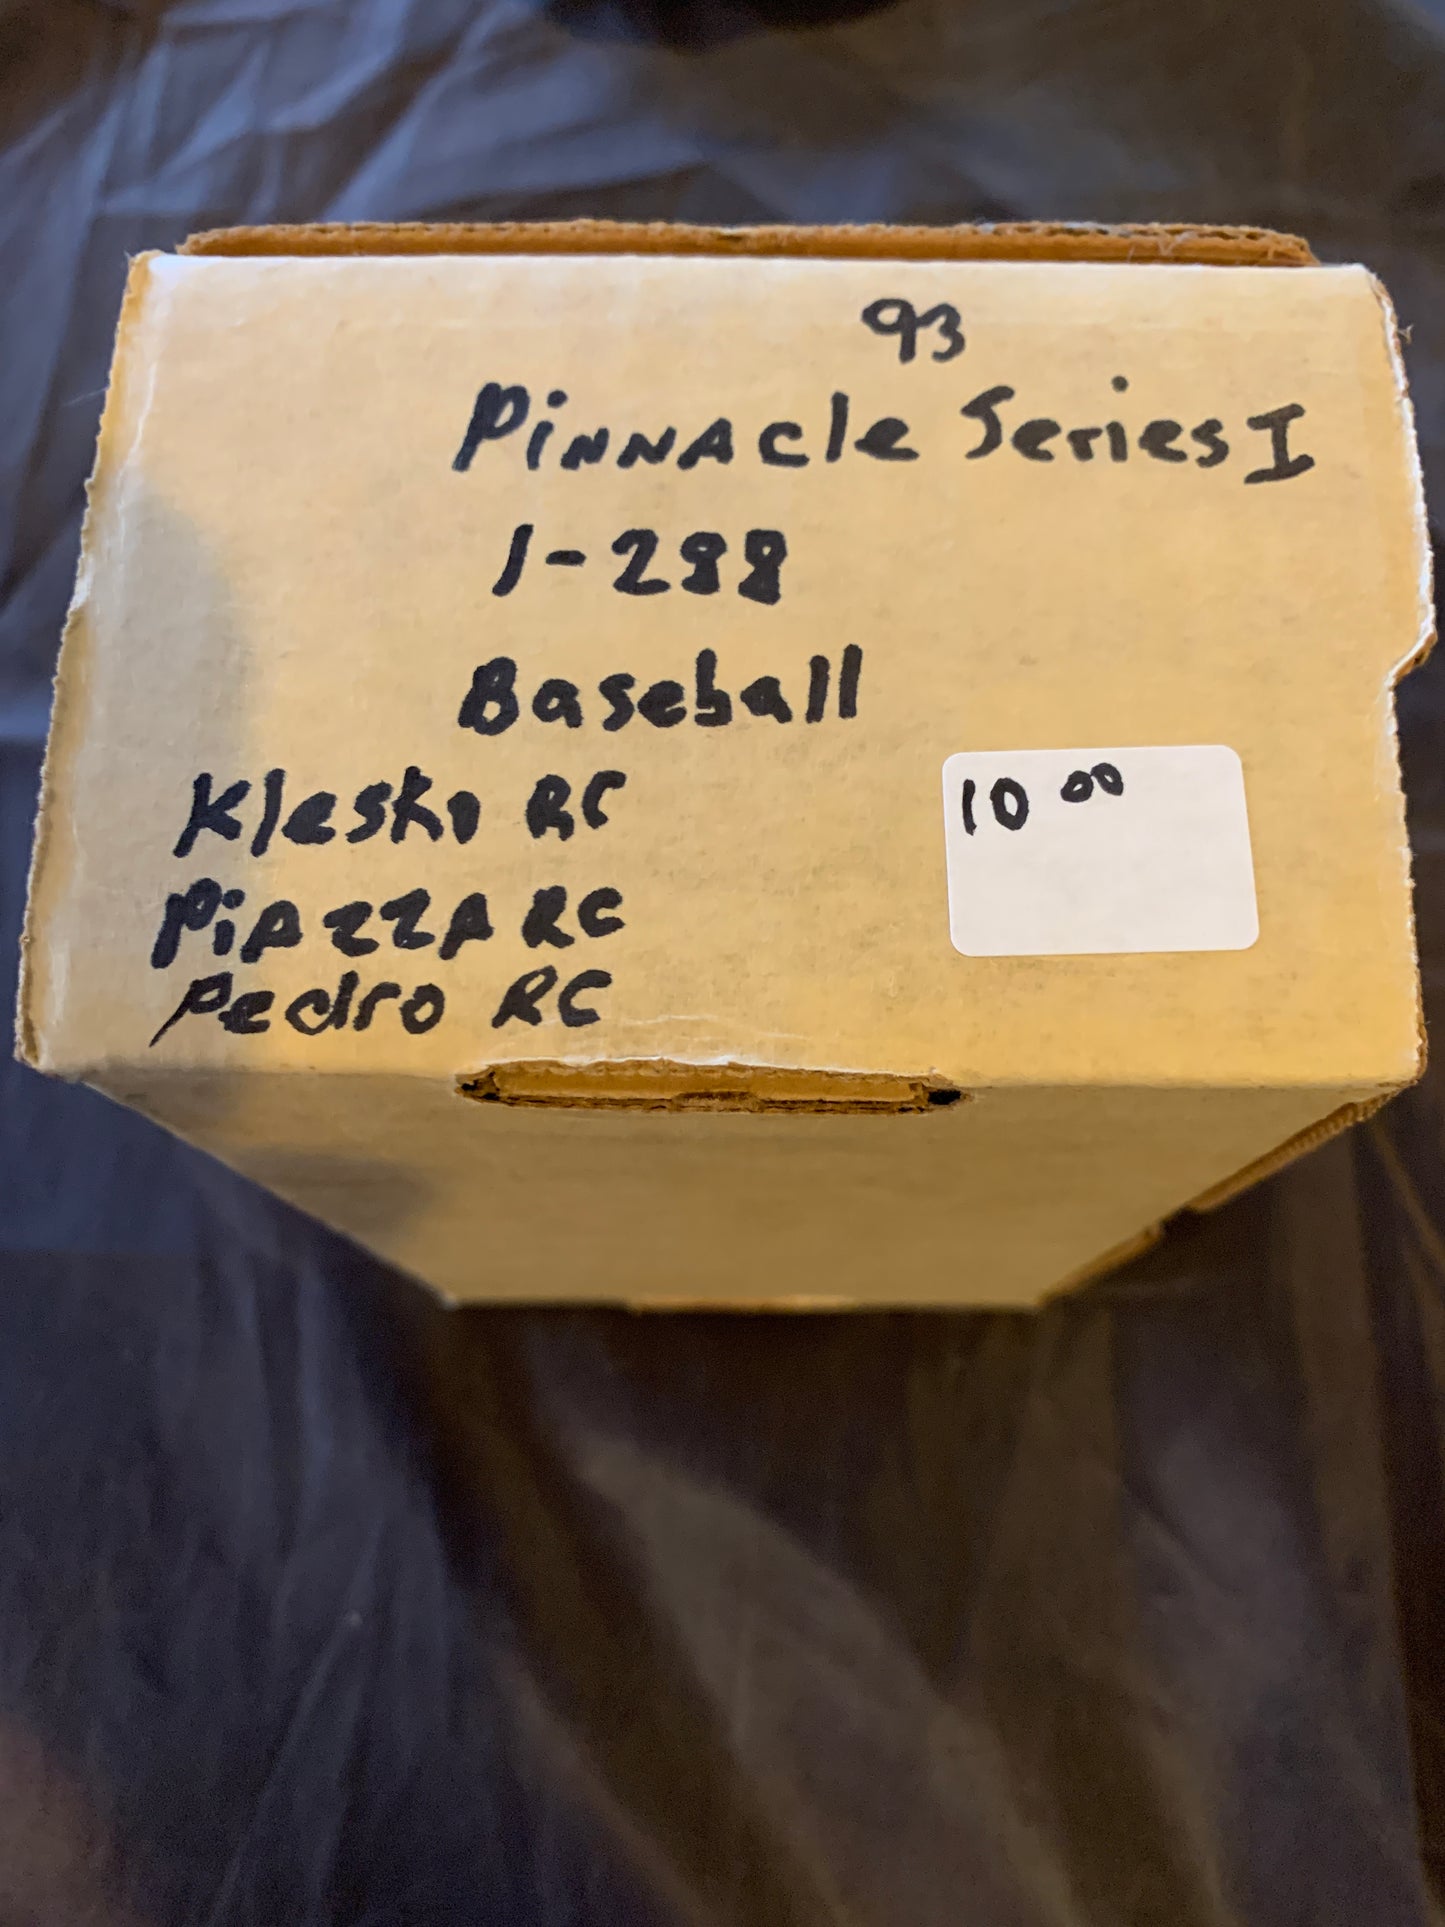 93
Pinnacle Series I
1-288
Baseball
Klesko RC
10 00
Piazza RC
Pedro RC